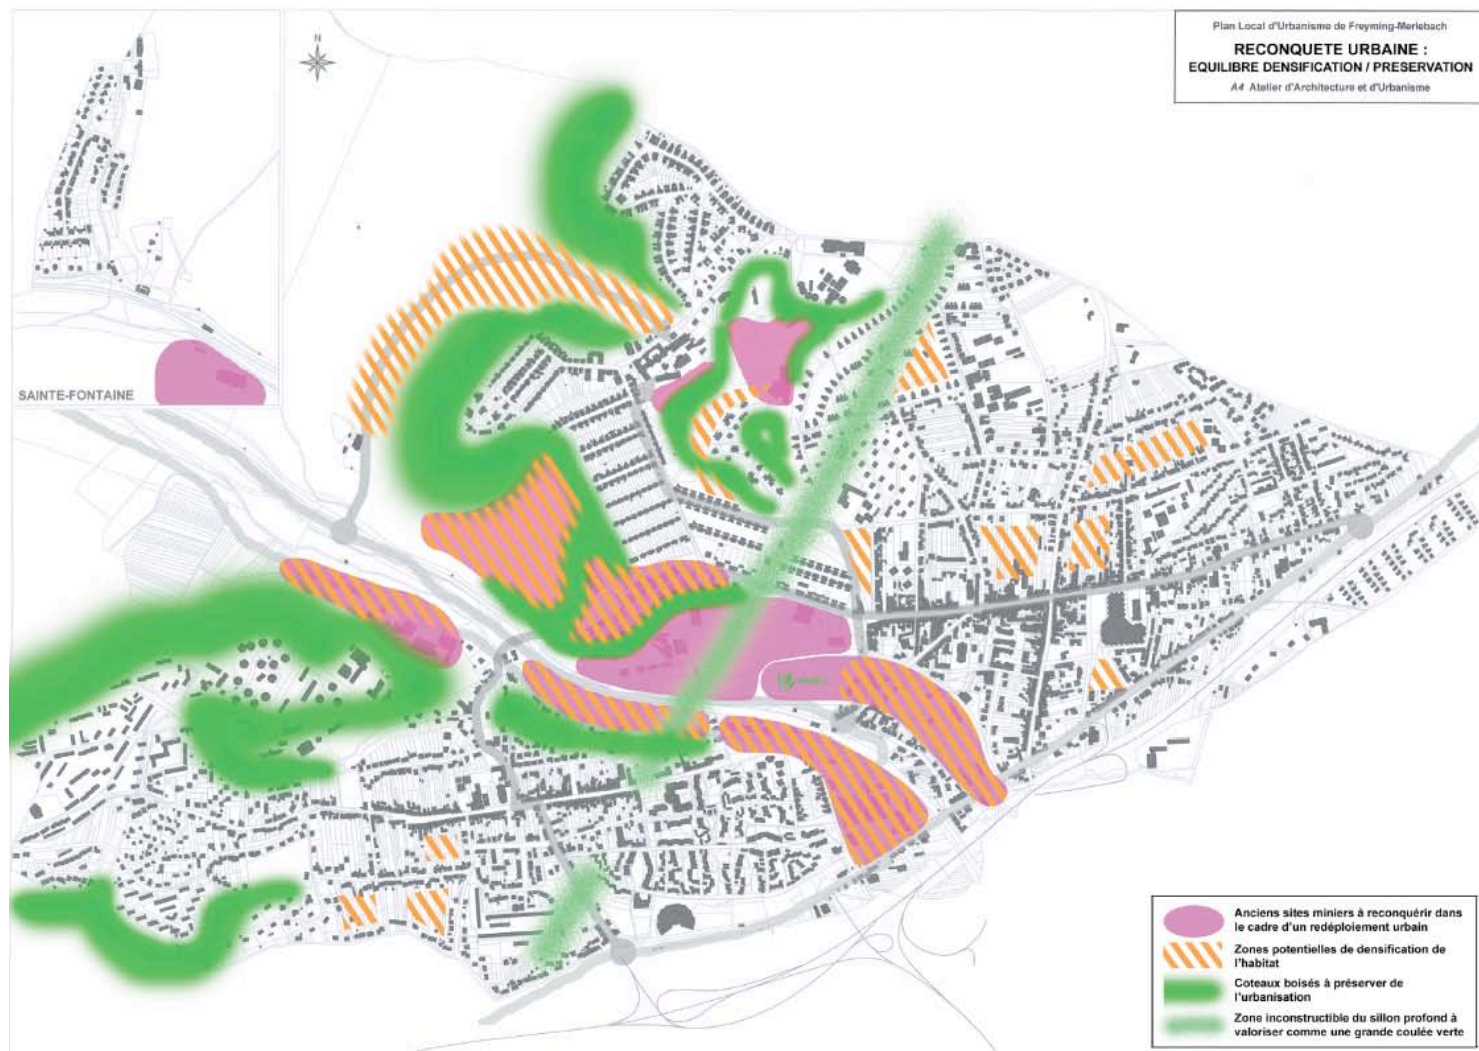 Plan Local d'Urbanisme de Freyming-Merlebach
RECONQUETE URBAINE :
EQUILIBRE DENSIFICATION / PRESERVATION
A4 Atelier d'Architecture et d'Urbanisme
N
SAINTE-FONTAINE
Anciens sites miniers à reconquérir dans
le cadre d'un redéploiement urbain
Zones potentielles de densification de
l'habitat
Coteaux boisés à préserver de
l'urbanisation
Zone inconstructible du sillon profond à
valoriser comme une grande coulée verte